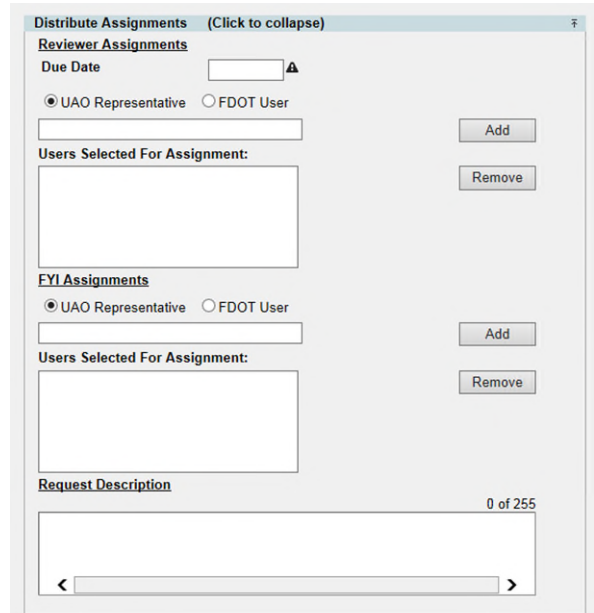 Distribute Assignments (Click to collapse)
Reviewer Assignments
Due Date
UAO Representative FDOT User
Add
Users Selected For Assignment:
Remove
FYI Assignments
UAO Representative FDOT User
Add
Users Selected For Assignment:
Remove
Request Description
0 of 255